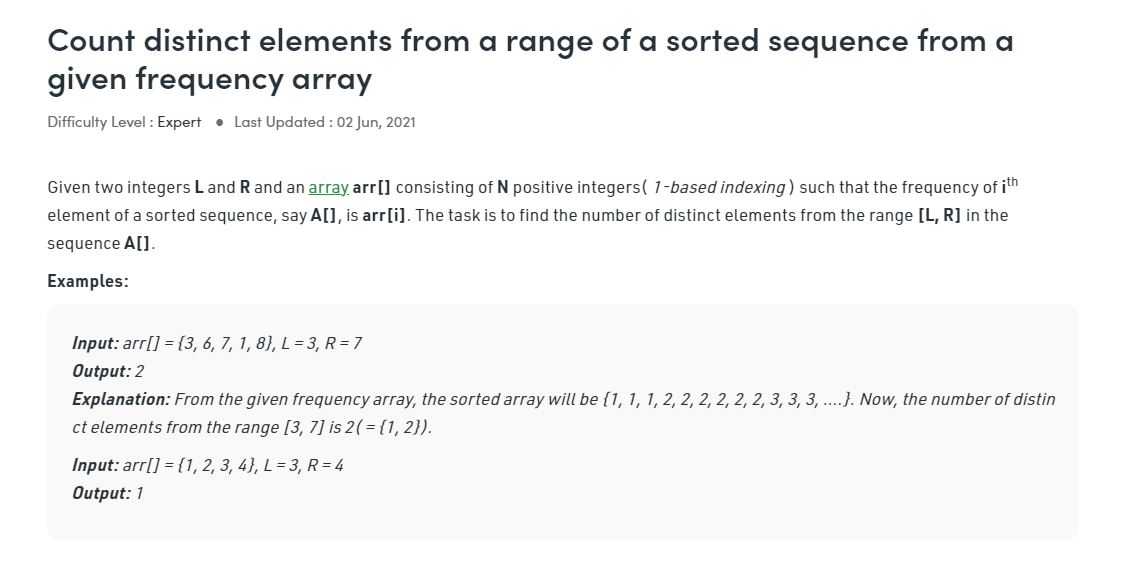 Count distinct elements from a range of a sorted sequence from a
given frequency array
Difficulty Level : Expert ● Last Updated : 02 Jun, 2021
Given two integers L and R and an array arr[] consisting of N positive integers( 1-based indexing ) such that the frequency of ith
element of a sorted sequence, say A[], is arr[i]. The task is to find the number of distinct elements from the range [L, R] in the
sequence A[].
Examples:
Input: arr[] = {3, 6, 7, 1, 8}, L = 3, R = 7
Output: 2
Explanation: From the given frequency array, the sorted array will be {1, 1, 1, 2, 2, 2, 2, 2, 2, 3, 3, 3, ....}. Now, the number of distin
ct elements from the range [3, 7] is 2( = {1, 2}).
Input: arr[] = {1, 2, 3, 4}, L = 3, R = 4
Output: 1